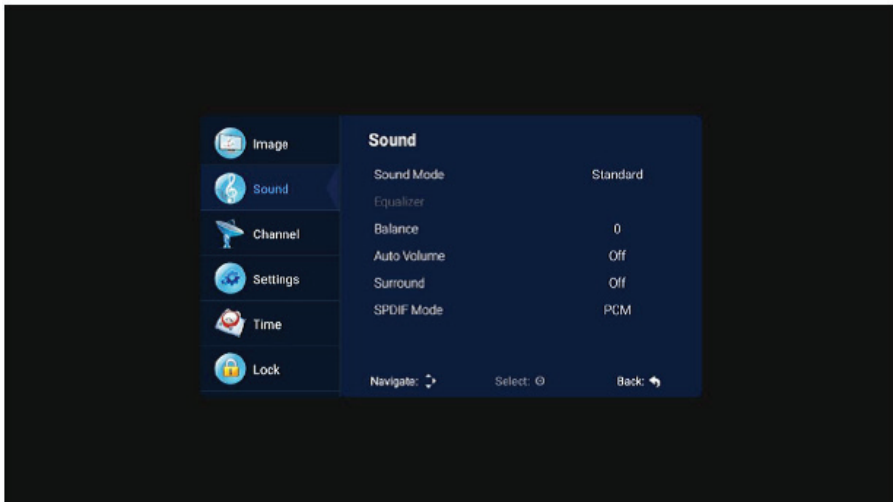 Image
Sound
Channel
Settings
Time
Lock
Sound
Sound Mode Standard
Equalizer
Balance 0
Auto Volume Off
Surround Off
SPDIF Mode PCM
Navigate: Select: Back: